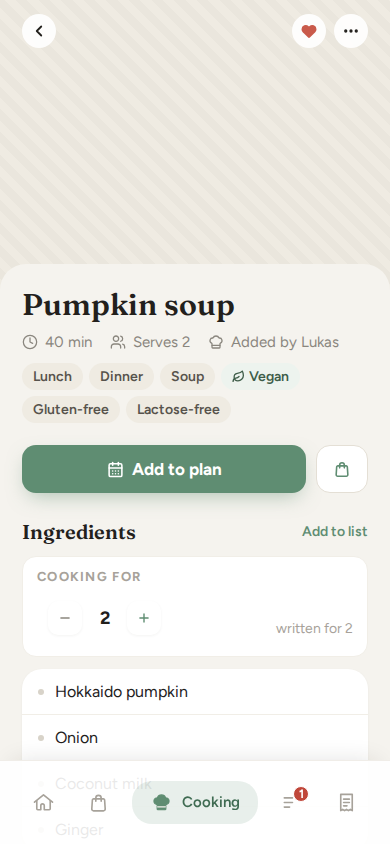 Pumpkin soup
40 min Serves 2 Added by Lukas
Lunch Dinner Soup Vegan
Gluten-free Lactose-free
Add to plan
Ingredients Add to list
COOKING FOR
2 written for 2
Hokkaido pumpkin
Onion
Coconut milk
Cooking 1
Ginger